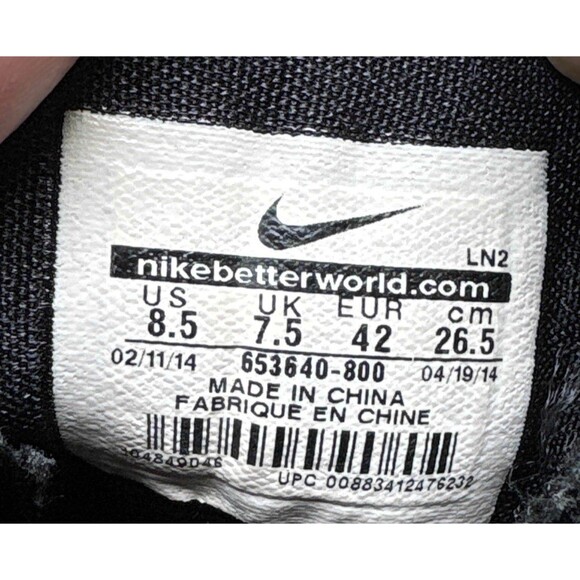 LN2
nikebetterworld.com
US UK EUR cm
8.5 7.5 42 26.5
02/11/14 653640-800 04/19/14
MADE IN CHINA
FABRIQUE EN CHINE
UPC 00883412476232